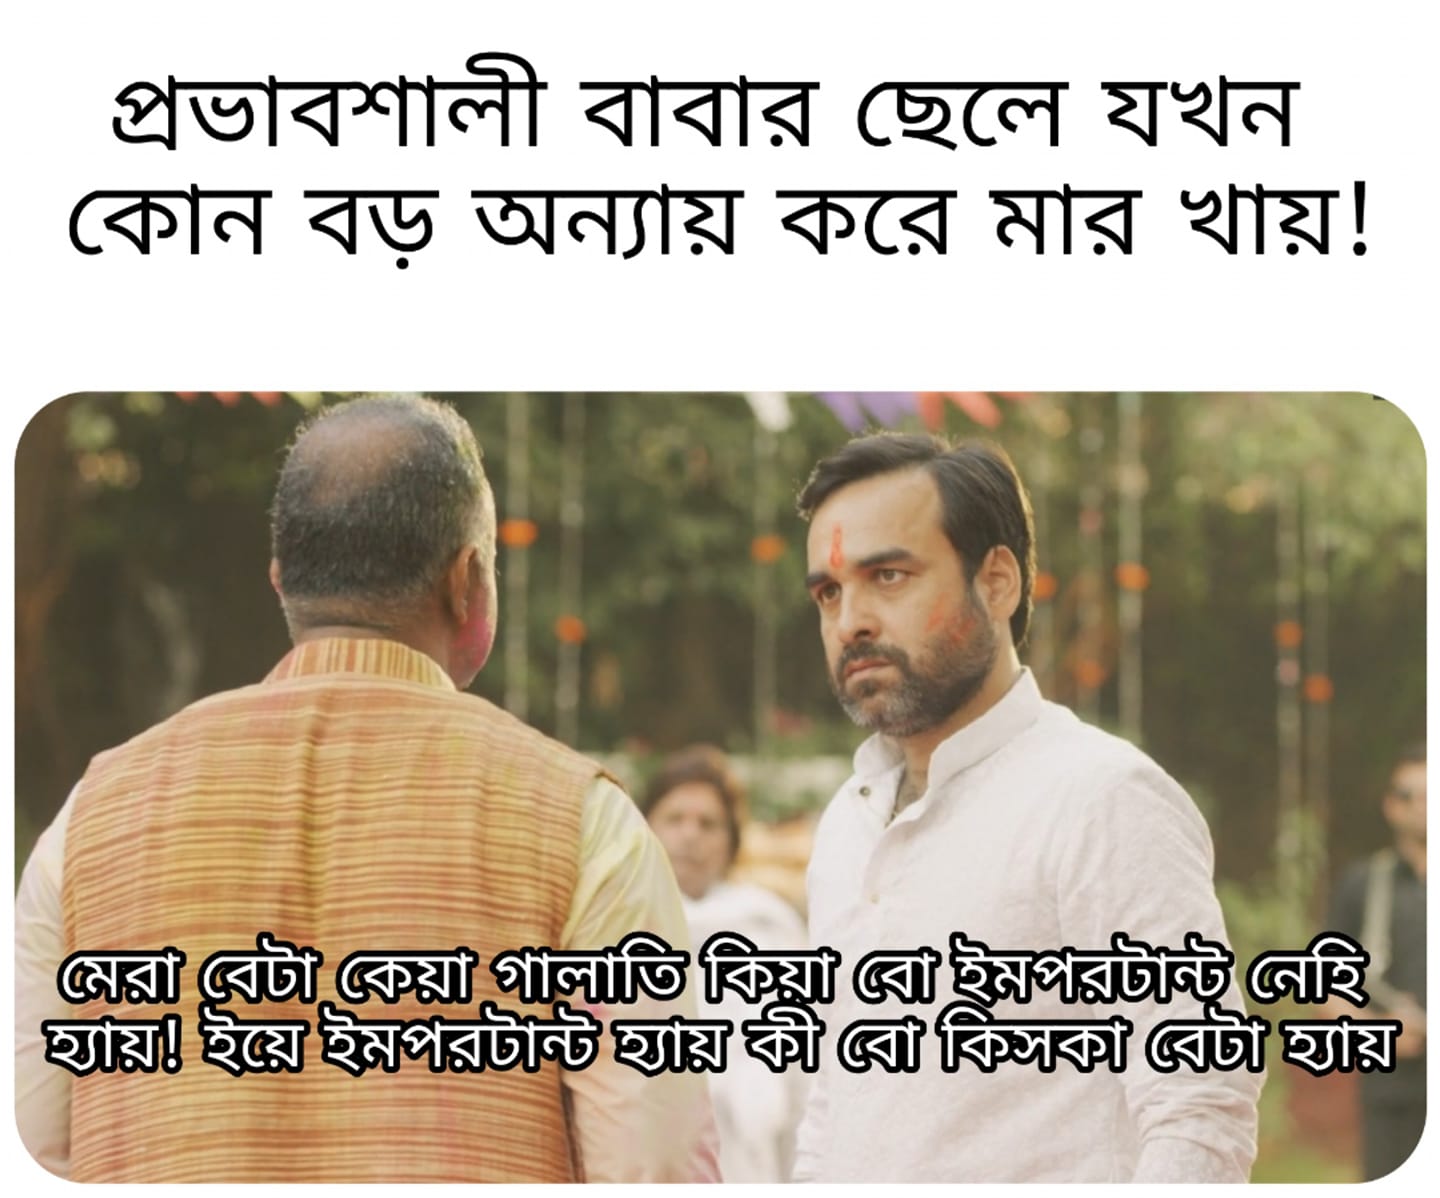 প্রভাবশালী বাবার ছেলে যখন
কোন বড় অন্যায় করে মার খায়!
মেরা বেটা কেয়া গালাতি কিয়া বো ইমপরটান্ট নেহি
হ্যায়! ইয়ে ইমপরটান্ট হ্যায় কী বো কিসকা বেটা হ্যায়